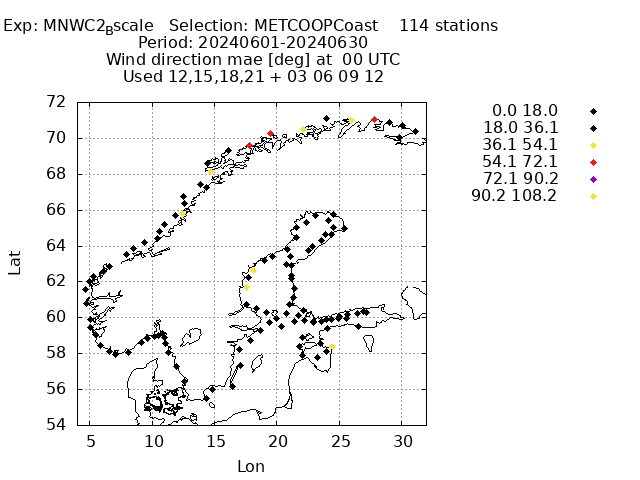 Exp: MNWC2_Bscale Selection: METCOOPCoast 114 stations
Period: 20240601-20240630
Wind direction mae [deg] at 00 UTC
Used 12,15,18,21 + 03 06 09 12
72
70
68
66
64
62
60
58
56
54
Lat
5 10 15 20 25 30
Lon
0.0 18.0
18.0 36.1
36.1 54.1
54.1 72.1
72.1 90.2
90.2 108.2